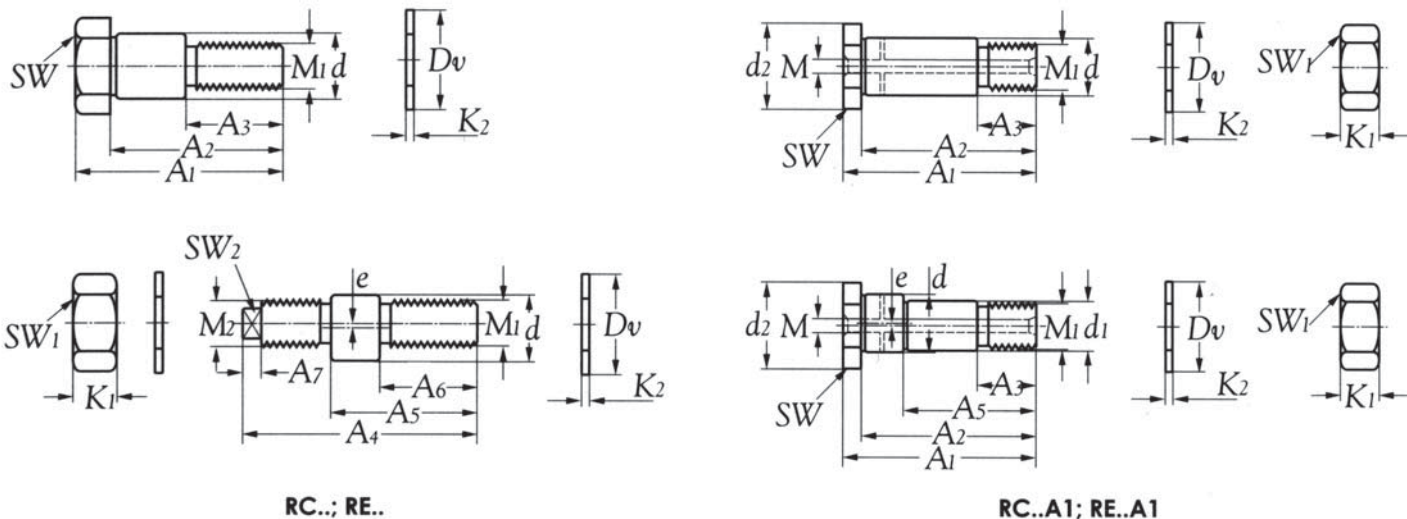 SW
M1
d
Dv
K2
A3
A2
A1
d2
M
M1
d
Dv
SW1
K1
K2
SW
A3
A2
A1
SW2
e
SW1
M2
M1
d
Dv
K1
A7
A6
K2
A5
A4
e
d
d2
M
M1
d1
Dv
SW1
K1
K2
SW
A3
A5
A2
A1
RC..; RE..
RC..A1; RE..A1